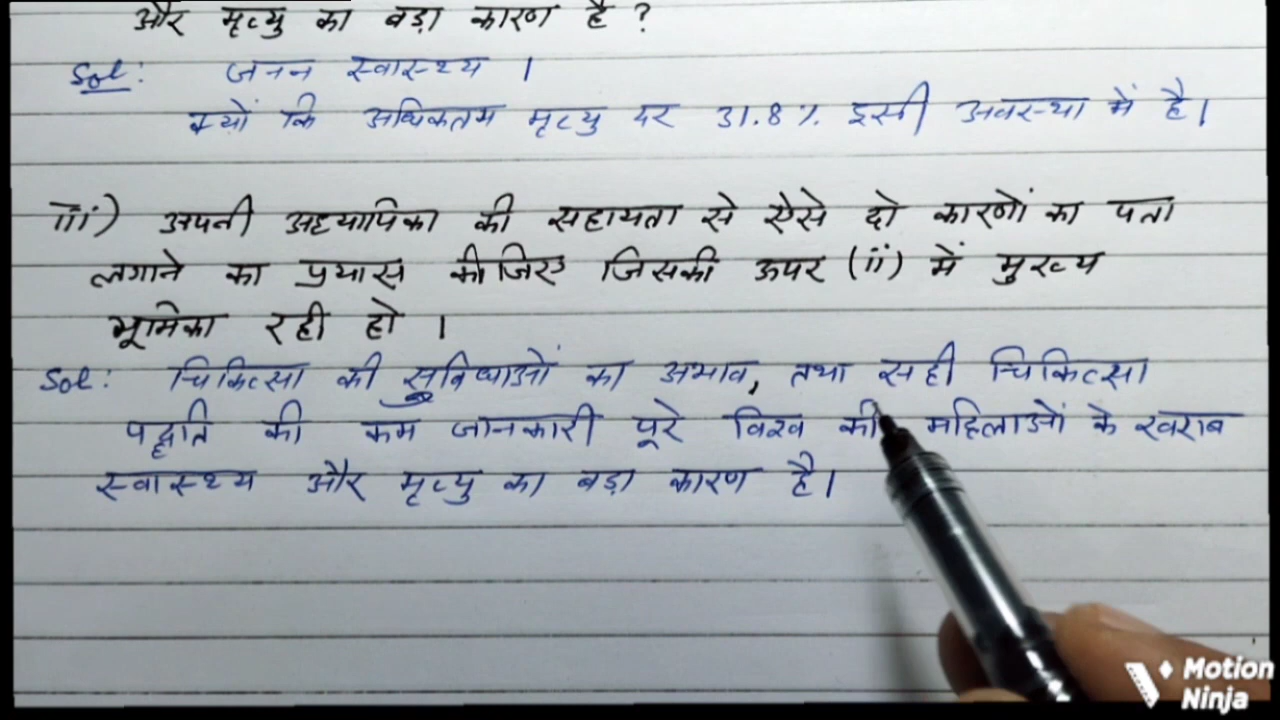 और मृत्यु का बड़ा कारण है ?
Sol: जनन स्वास्थ्य ।
क्यों कि अधिकतम मृत्यु दर 31.8% इसी अवस्था में है।
iii) अपनी अध्यापिका की सहायता से ऐसे दो कारणों का पता
लगाने का प्रयास कीजिए जिसकी ऊपर (ii) में मुख्य
भूमिका रही हो ।
Sol: चिकित्सा की सुविधाओं का अभाव, तथा सही चिकित्सा
पद्धति की कम जानकारी पूरे विश्व की महिलाओं के खराब
स्वास्थ्य और मृत्यु का बड़ा कारण है।
Motion
Ninja